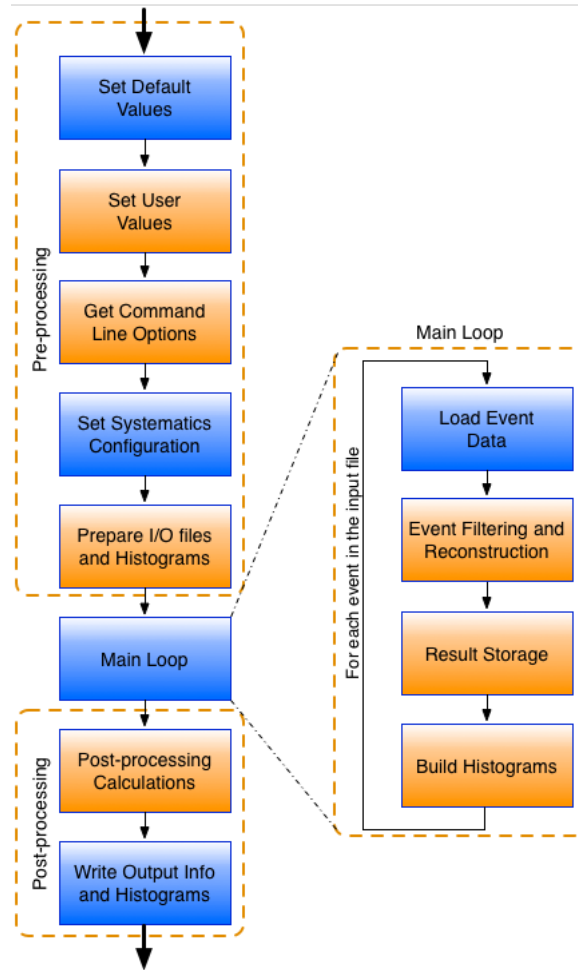 Set Default
Values
Set User
Values
Get Command
Line Options
Set Systematics
Configuration
Prepare I/O files
and Histograms
Pre-processing
Main Loop
Post-processing
Calculations
Write Output Info
and Histograms
Post-processing
Main Loop
Load Event
Data
Event Filtering and
Reconstruction
Result Storage
Build Histograms
For each event in the input file